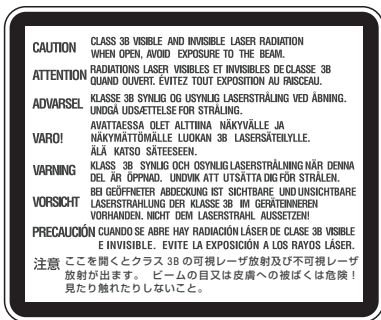 CAUTION CLASS 3B VISIBLE AND INVISIBLE LASER RADIATION
WHEN OPEN, AVOID EXPOSURE TO THE BEAM.
ATTENTION RADIATIONS LASER VISIBLES ET INVISIBLES DE CLASSE 3B
QUAND OUVERT. ÉVITEZ TOUT EXPOSITION AU FAISCEAU.
ADVARSEL KLASSE 3B SYNLIG OG USYNLIG LASERSTRÅLING VED ÅBNING.
UNDGÅ UDSÆTTELSE FOR STRÅLING.
VARO! AVATTAESSA OLET ALTTIINA NÄKYVÄLLE JA
NÄKYMÄTTÖMÄLLE LUOKAN 3B LASERSÄTEILYLLE.
ÄLÄ KATSO SÄTEESEEN.
VARNING KLASS 3B SYNLIG OCH OSYNLIG LASERSTRÅLNING NÄR DENNA
DEL ÄR ÖPPNAD. UNDVIK ATT UTSÄTTA DIG FÖR STRÅLEN.
VORSICHT BEI GEÖFFNETER ABDECKUNG IST SICHTBARE UND UNSICHTBARE
LASERSTRAHLUNG DER KLASSE 3B IM GERÄTEINNEREN
VORHANDEN. NICHT DEM LASERSTRAHL AUSSETZEN!
PRECAUCIÓN CUANDO SE ABRE HAY RADIACIÓN LÁSER DE CLASE 3B VISIBLE
E INVISIBLE. EVITE LA EXPOSICIÓN A LOS RAYOS LÁSER.
注意 ここを開くとクラス 3B の可視レーザ放射及び不可視レーザ
放射が出ます。 ビームの目又は皮膚への被ばくは危険!
見たり触れたりしないこと。